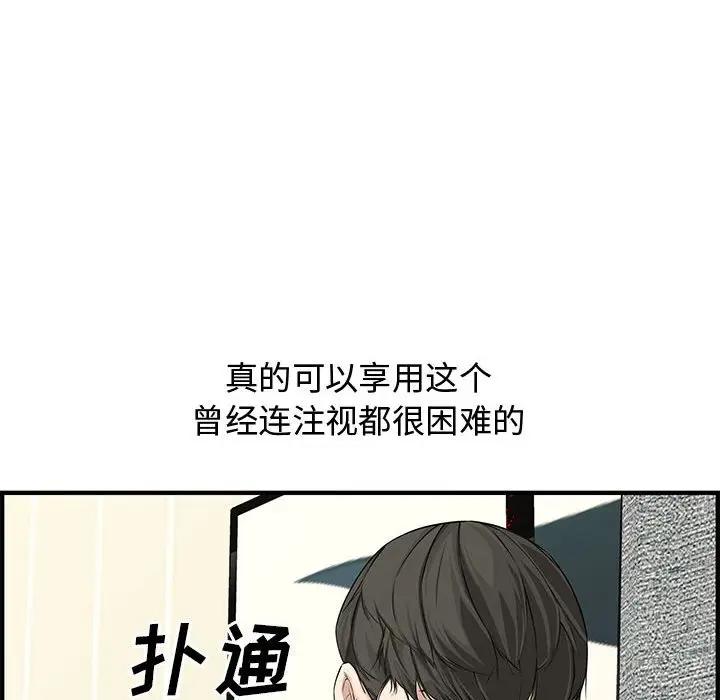 真的可以享用这个
曾经连注视都很困难的
扑通